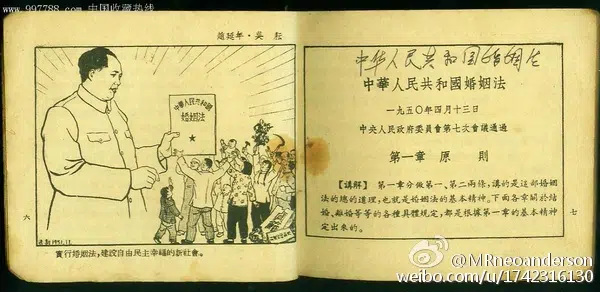 www.997788.com 中国收藏热线
趙延年·吳 耘
中華人民共和國
婚姻法
六
實行婚姻法,建設自由民主幸福的新社會。
中华人民共和国婚姻法
中華人民共和國婚姻法
一九五〇年四月十三日
中央人民政府委員會第七次會議通過
第一章 原 則
【講解】 第一章分做第一、第二兩條,講的是這部婚姻
法的總的道理,也就是婚姻法的基本精神。下面各章關於結
婚、離婚等等的各種具體規定,都是根據第一章的基本精神
定出來的。
七
@MRneoanderson
weibo.com/u/1742316130